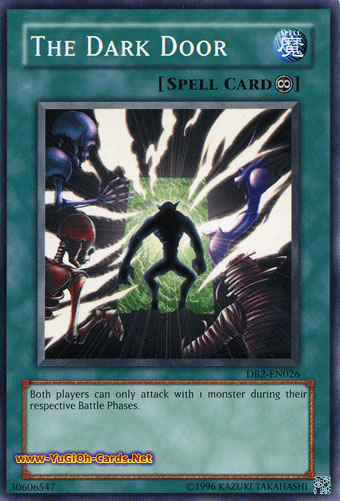 THE DARK DOOR
SPELL
魔
[SPELL CARD]
DB2-EN026
Both players can only attack with 1 monster during their
respective Battle Phases.
www.YuGiOh-Cards.Net
30606547
©1996 KAZUKI TAKAHASHI